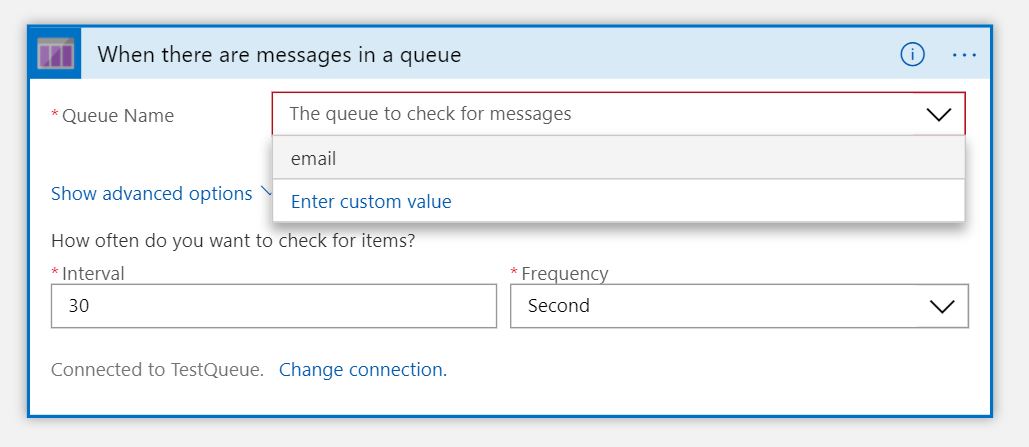 When there are messages in a queue
* Queue Name
The queue to check for messages
email
Enter custom value
Show advanced options
How often do you want to check for items?
* Interval
* Frequency
30
Second
Connected to TestQueue. Change connection.